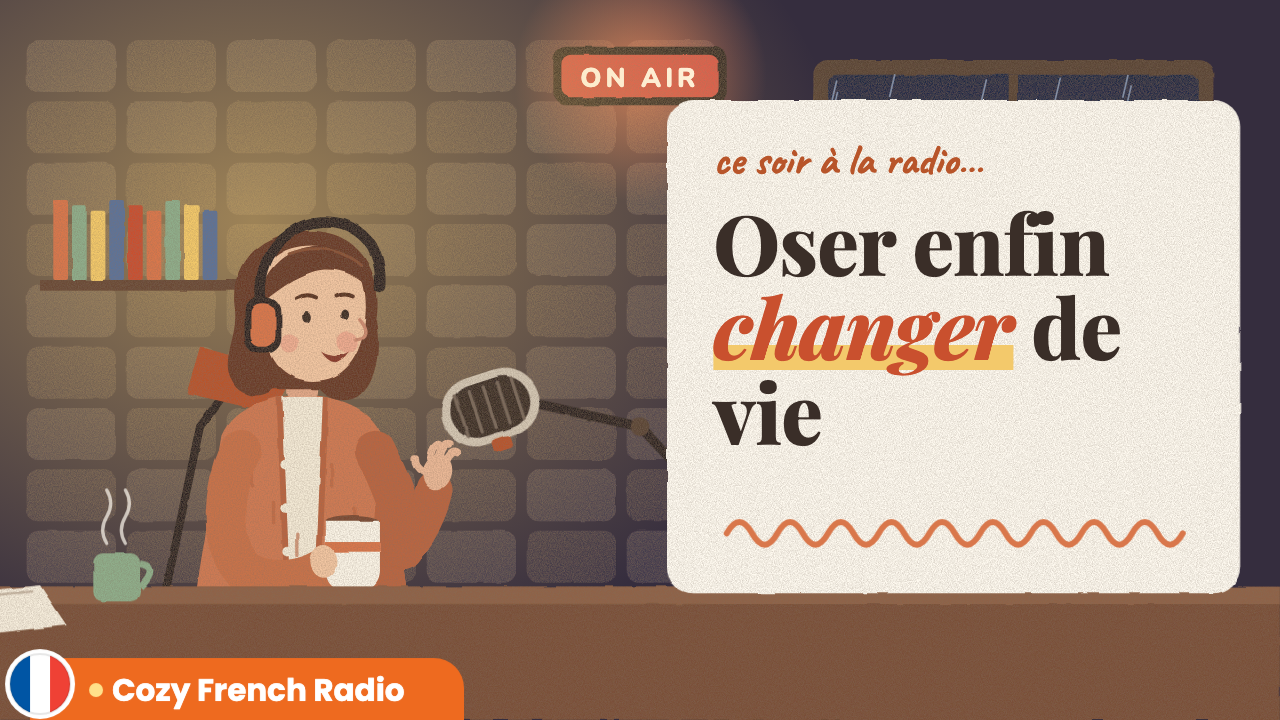 ON AIR
ce soir à la radio...
Oser enfin
changer de
vie
Cozy French Radio